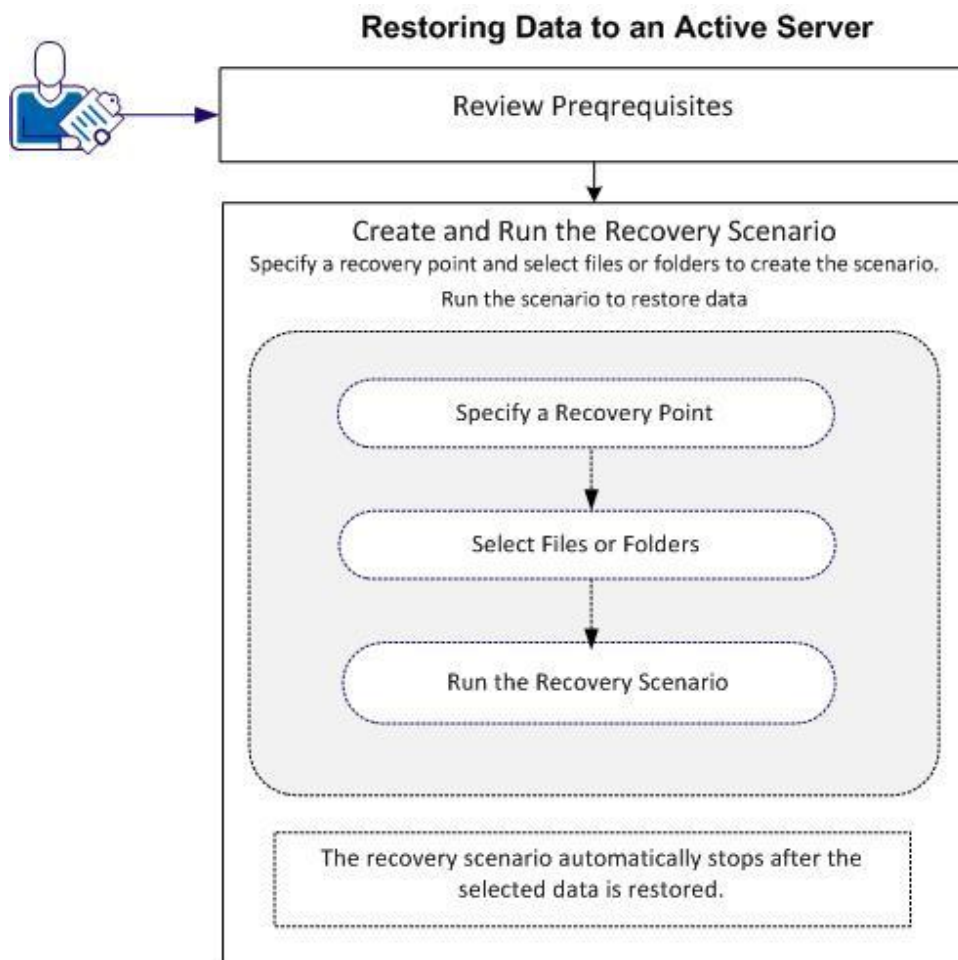 Restoring Data to an Active Server
Review Preqrequisites
Create and Run the Recovery Scenario
Specify a recovery point and select files or folders to create the scenario.
Run the scenario to restore data
Specify a Recovery Point
Select Files or Folders
Run the Recovery Scenario
The recovery scenario automatically stops after the
selected data is restored.